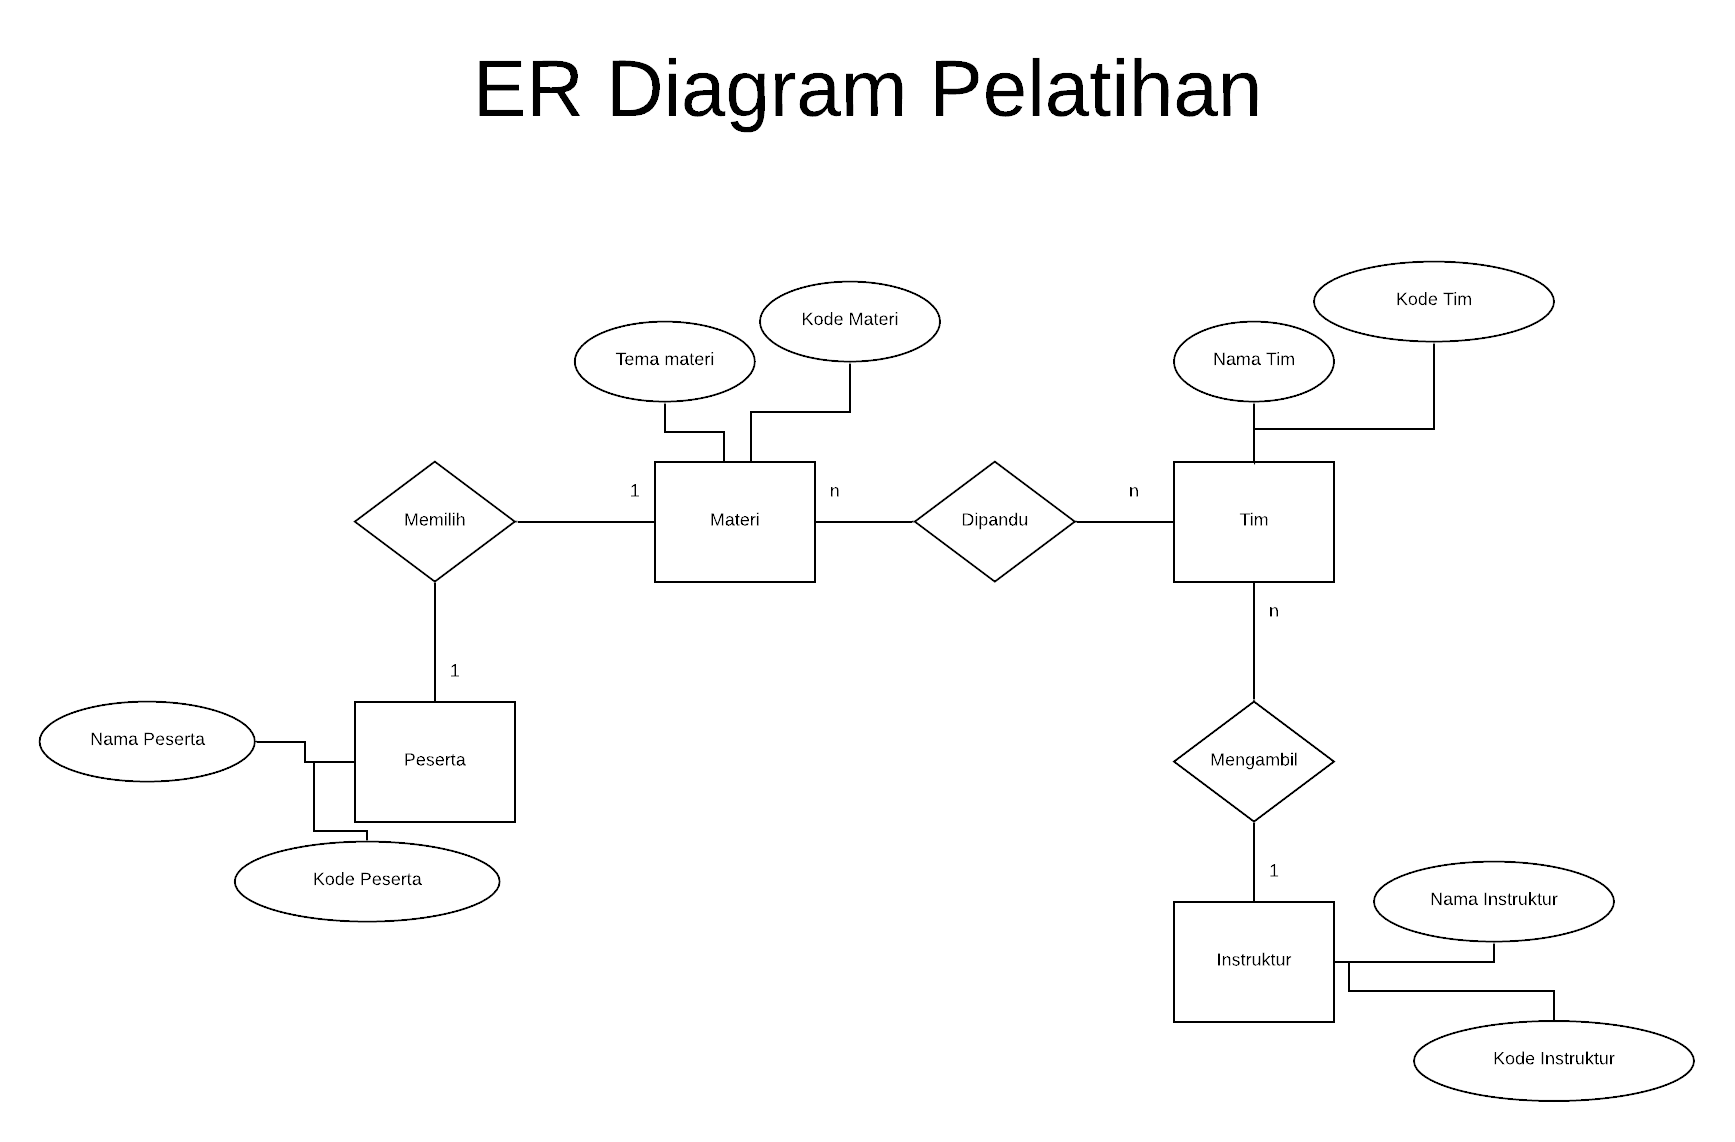 ER Diagram Pelatihan
Kode Tim
Kode Materi
Tema materi
Nama Tim
1
n
n
Memilih
Materi
Dipandu
Tim
n
1
Nama Peserta
Peserta
Mengambil
Kode Peserta
1
Nama Instruktur
Instruktur
Kode Instruktur